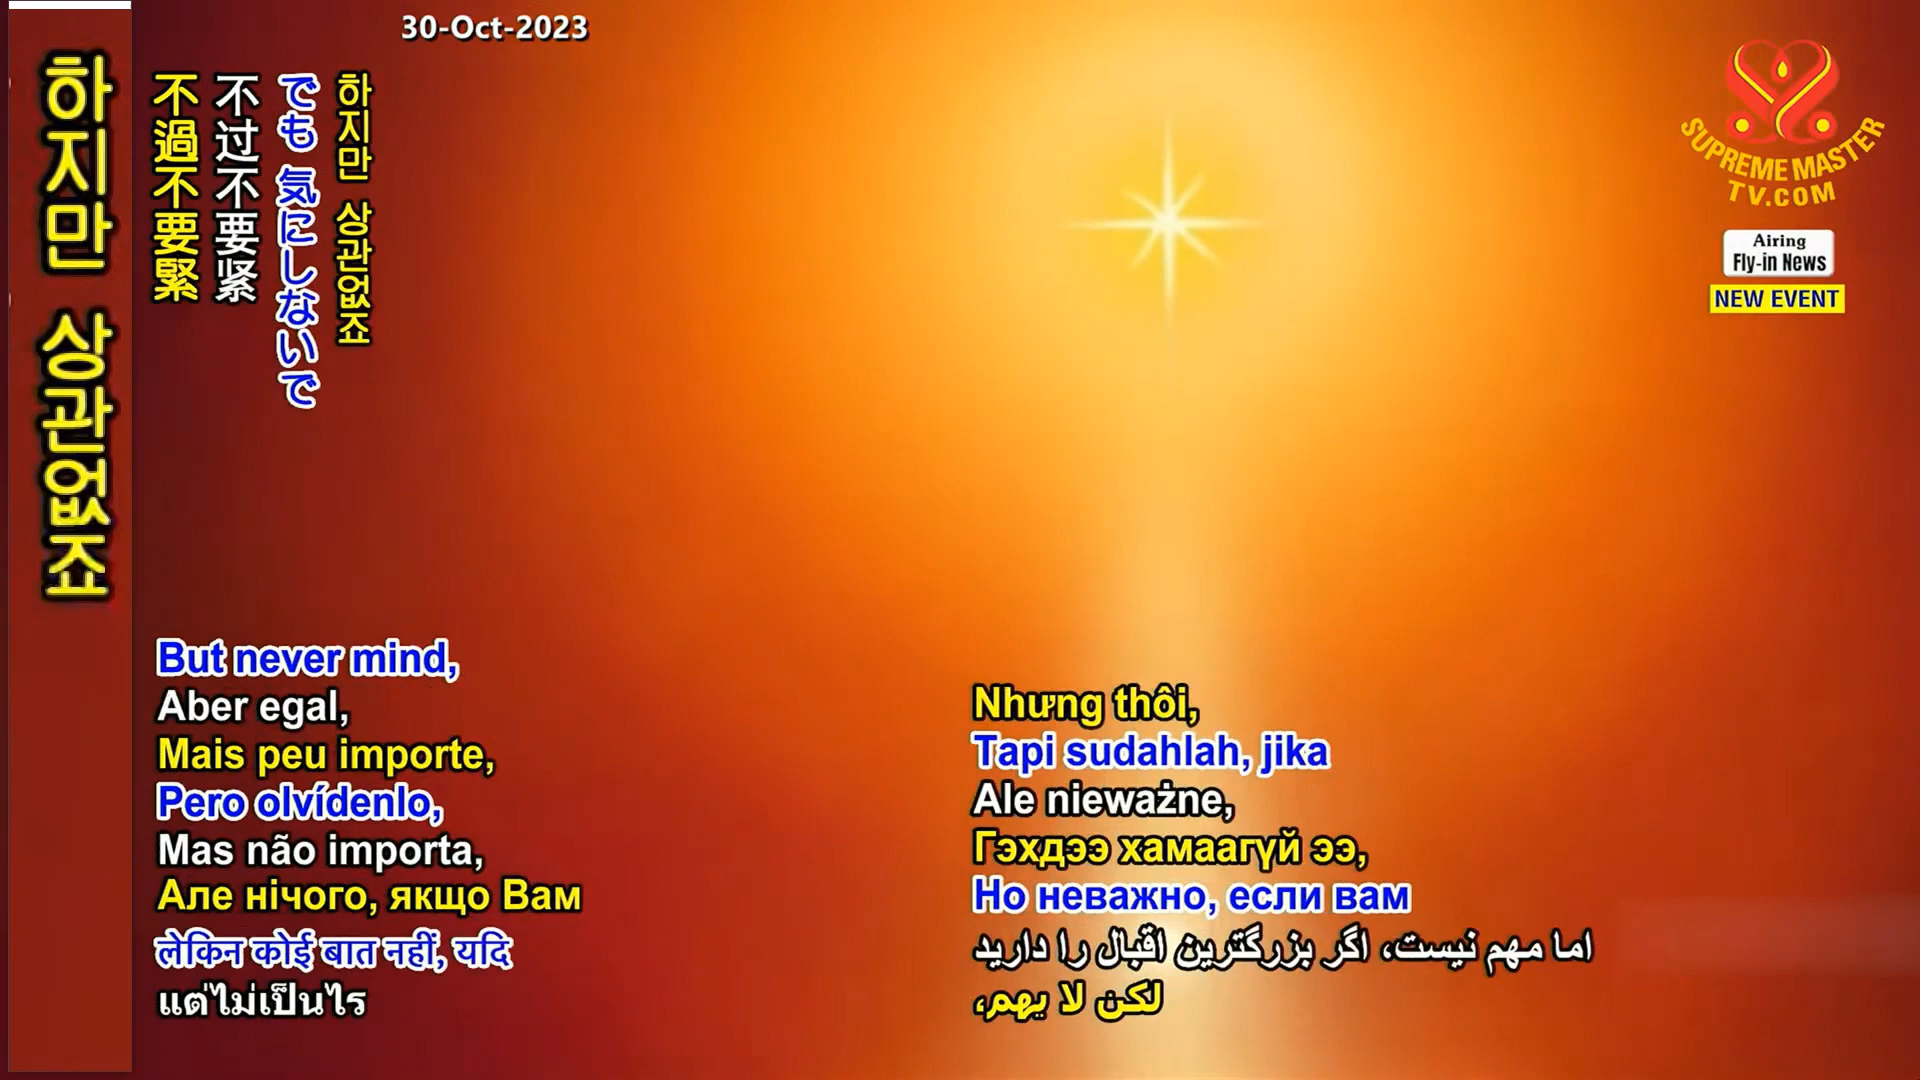 30-Oct-2023
하지만 상관없죠
不過不要緊
不过不要紧
でも 気にしないで
하지만 상관없죠
SUPREME MASTER
TV.COM
Airing
Fly-in News
NEW EVENT
But never mind,
Aber egal,
Mais peu importe,
Pero olvídenlo,
Mas não importa,
Але нічого, якщо Вам
लेकिन कोई बात नहीं, यदि
แต่ไม่เป็นไร
Nhưng thôi,
Tapi sudahlah, jika
Ale nieważne,
Гэхдээ хамаагүй ээ,
Но неважно, если вам
اما مهم نیست، اگر بزرگترین اقبال را دارید
لكن لا يهم،